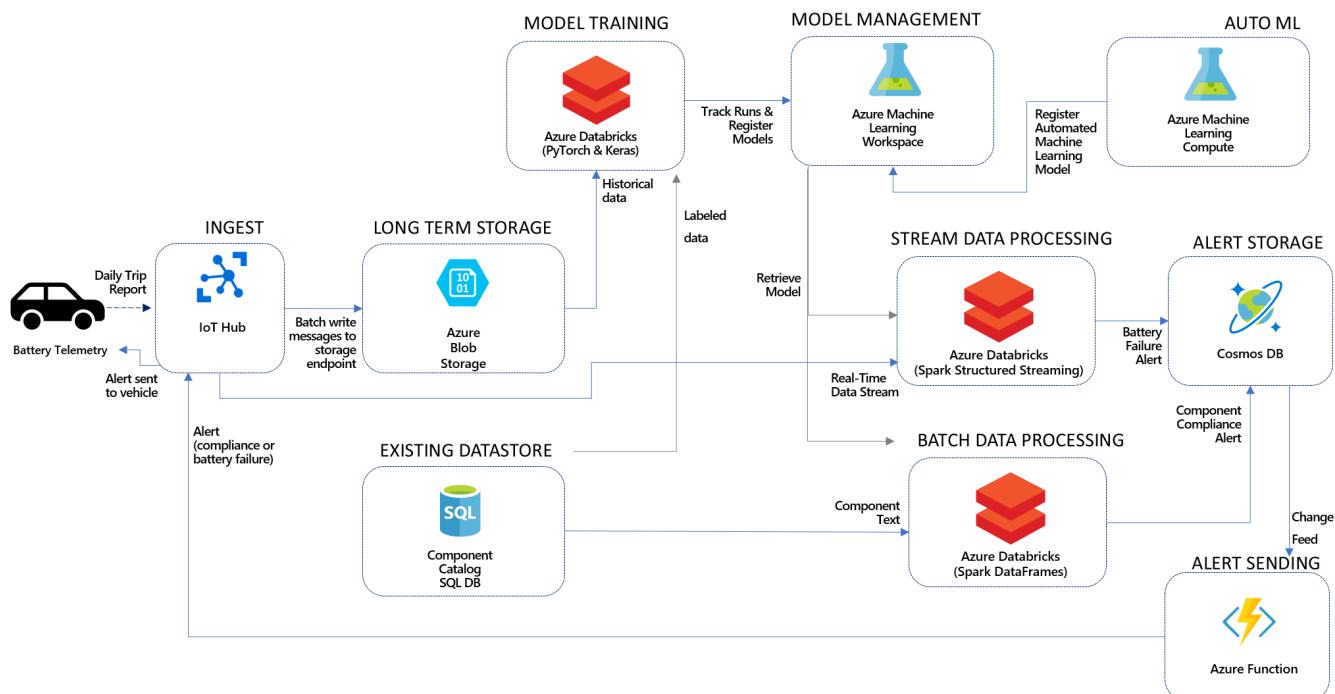 MODEL TRAINING
Azure Databricks
(PyTorch & Keras)
MODEL MANAGEMENT
Azure Machine
Learning
Workspace
AUTO ML
Azure Machine
Learning
Compute
Track Runs &
Register
Models
Register
Automated
Machine
Learning
Model
Historical
data
Labeled
data
INGEST
IoT Hub
LONG TERM STORAGE
10
01
Azure
Blob
Storage
Daily Trip
Report
Battery Telemetry
Alert sent
to vehicle
Batch write
messages to
storage
endpoint
Retrieve
Model
STREAM DATA PROCESSING
Azure Databricks
(Spark Structured Streaming)
Real-Time
Data Stream
ALERT STORAGE
Cosmos DB
Battery
Failure
Alert
Component
Compliance
Alert
Alert
(compliance or
battery failure)
EXISTING DATASTORE
SQL
Component
Catalog
SQL DB
Component
Text
BATCH DATA PROCESSING
Azure Databricks
(Spark DataFrames)
Change
Feed
ALERT SENDING
Azure Function